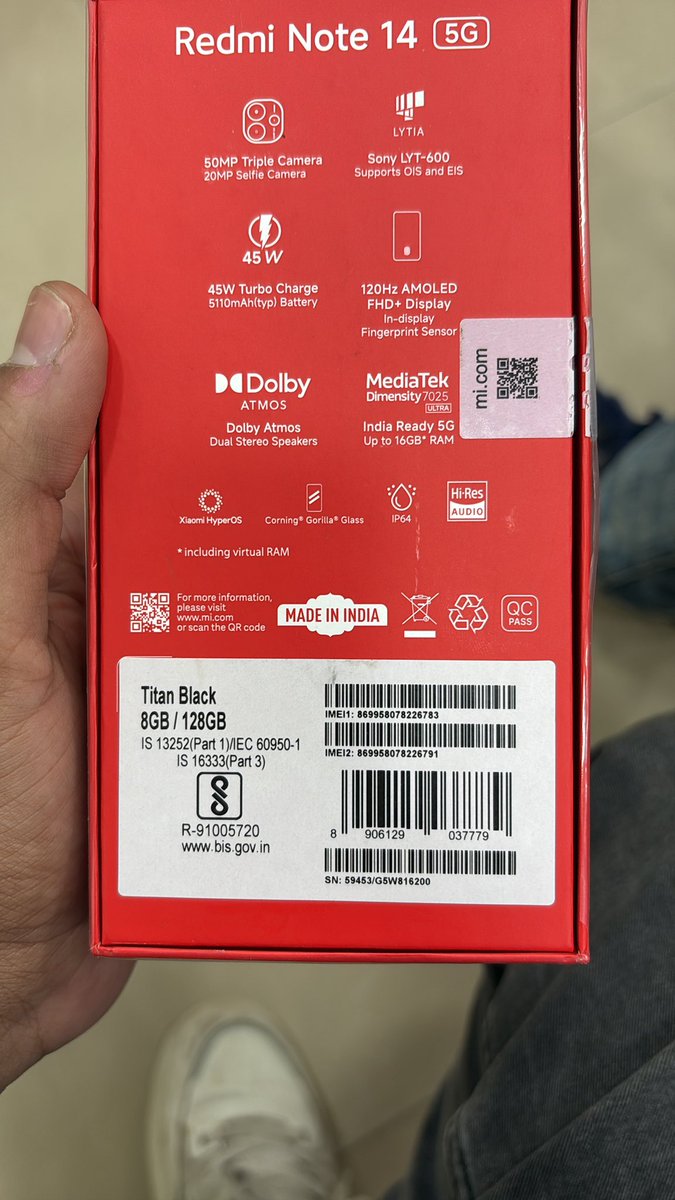 Redmi Note 14 5G
LYTIA
50MP Triple Camera
20MP Selfie Camera
Sony LYT-600
Supports OIS and EIS
45W
45W Turbo Charge
5110mAh(typ) Battery
120Hz AMOLED
FHD+ Display
In-display
Fingerprint Sensor
mi.com
Dolby
ATMOS
Dolby Atmos
Dual Stereo Speakers
MediaTek
Dimensity 7025
ULTRA
India Ready 5G
Up to 16GB* RAM
Xiaomi HyperOS
Corning® Gorilla® Glass
IP64
Hi-Res
AUDIO
* including virtual RAM
For more information,
please visit
www.mi.com
or scan the QR code
MADE IN INDIA
QC
PASS
Titan Black
8GB / 128GB
IS 13252(Part 1)/IEC 60950-1
IS 16333(Part 3)
R-91005720
www.bis.gov.in
IMEI1: 869958078226783
IMEI2: 869958078226791
8 906129 037779
SN: 59453/G5W816200